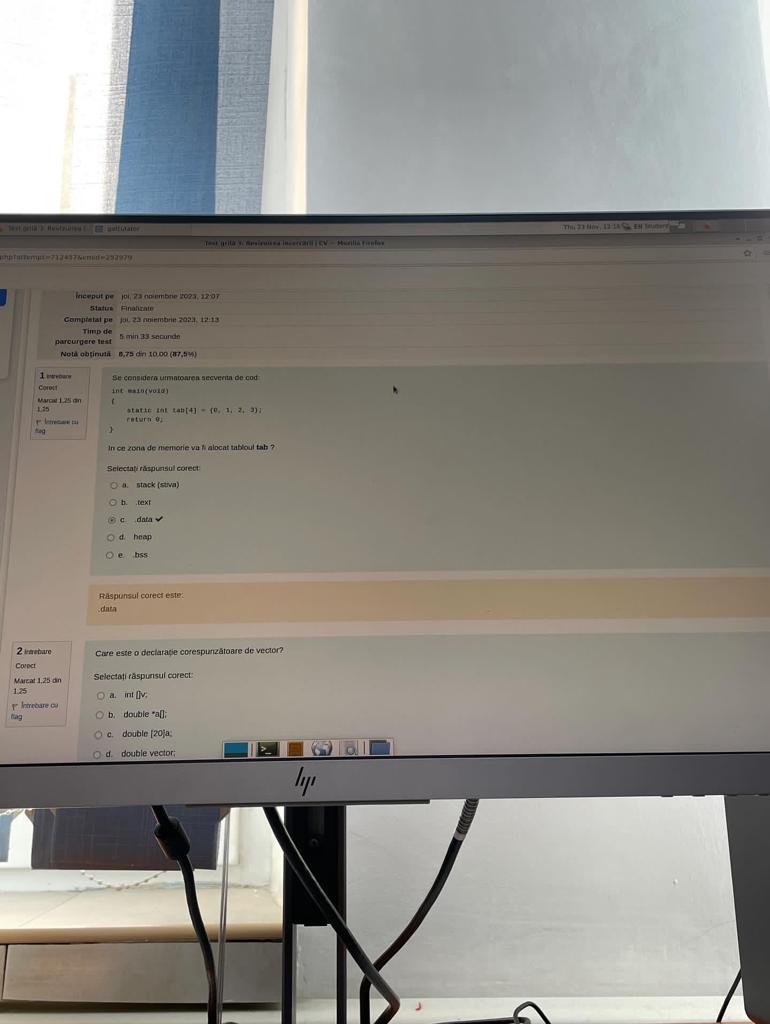 Test grilă 3: Revizuirea î
galculator
Thu 23 Nov, 13:16
EN
Student
Test grilă 3: Revizuirea încercării | CV — Mozilla Firefox
php?attempt=712457&cmid=252979
Început pe joi, 23 noiembrie 2023, 12:07
Status Finalizate
Completat pe joi, 23 noiembrie 2023, 12:13
Timp de parcurgere test 5 min 33 secunde
Notă obținută 8,75 din 10,00 (87,5%)
1 Întrebare
Corect
Marcat 1,25 din
1,25
Întrebare cu
flag
Se considera urmatoarea secventa de cod:
int main(void)
{
static int tab[4] = {0, 1, 2, 3};
return 0;
}
In ce zona de memorie va fi alocat tabloul tab ?
Selectați răspunsul corect:
a. stack (stiva)
b. .text
c. .data ✔
d. heap
e. .bss
Răspunsul corect este:
.data
2 Întrebare
Corect
Marcat 1,25 din
1,25
Întrebare cu
flag
Care este o declarație corespunzătoare de vector?
Selectați răspunsul corect:
a. int []v;
b. double *a[];
c. double [20]a;
d. double vector;
hp